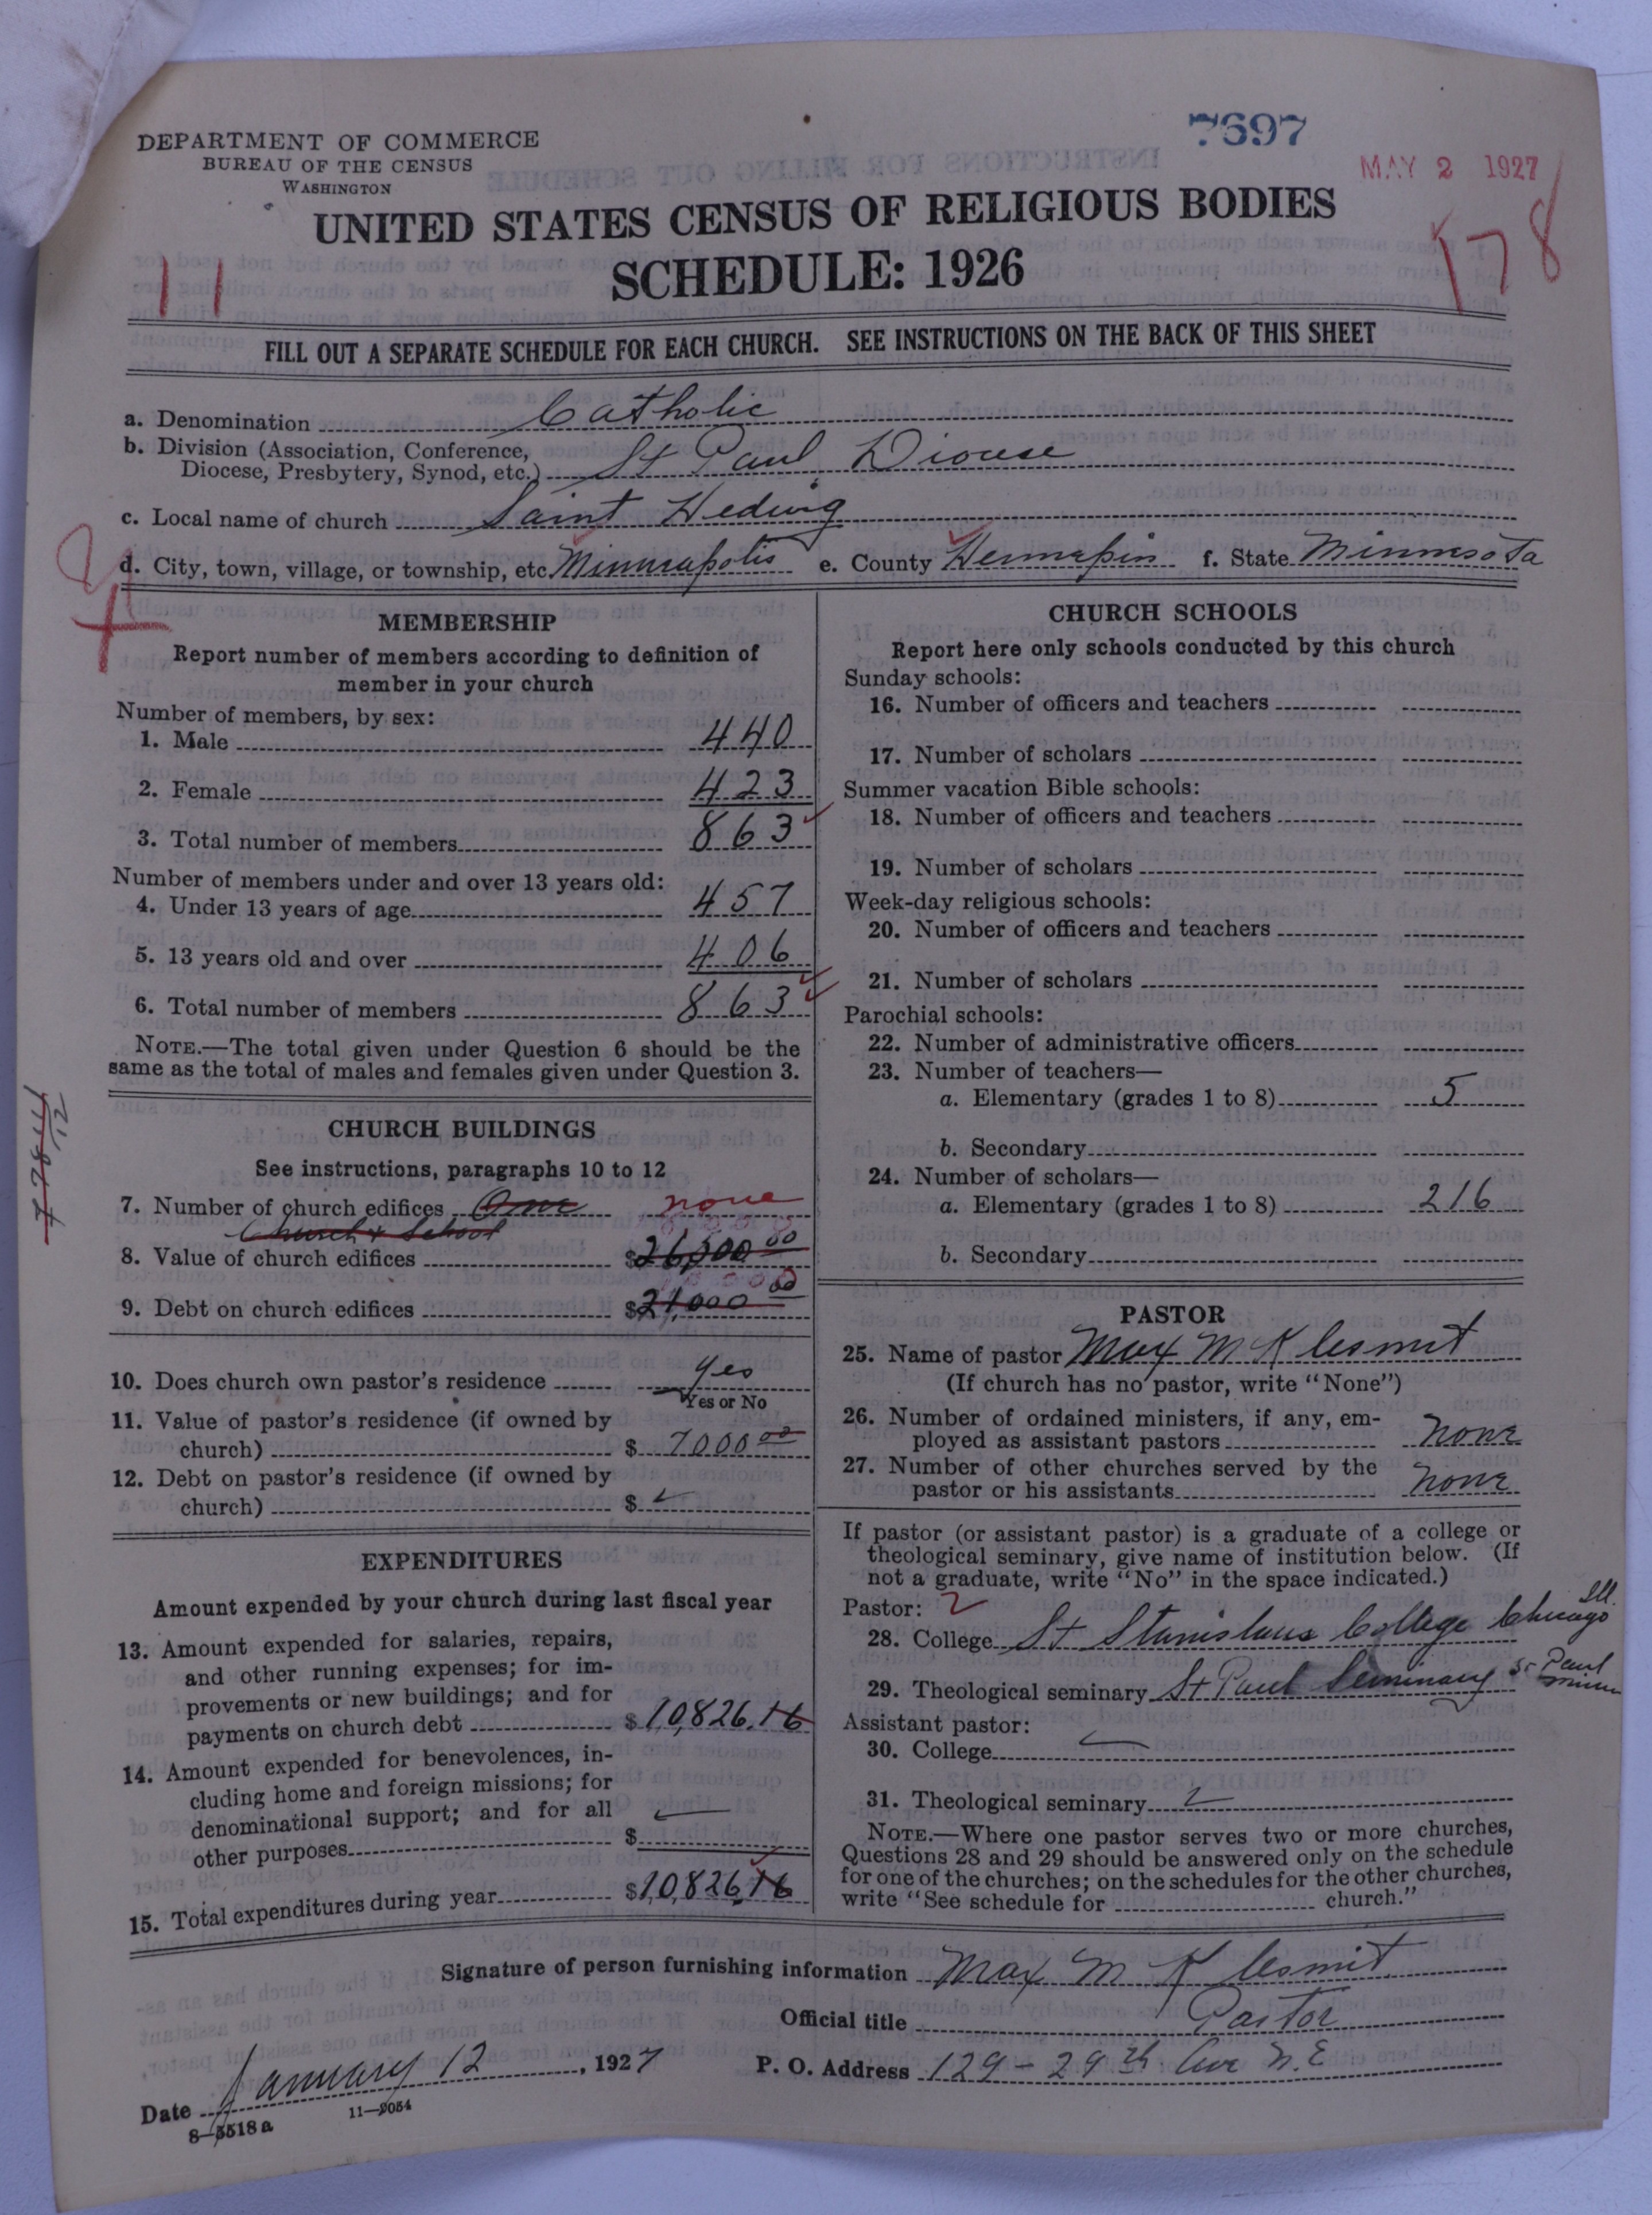 DEPARTMENT OF COMMERCE
BUREAU OF THE CENSUS
WASHINGTON
7697
MAY 2 1927
UNITED STATES CENSUS OF RELIGIOUS BODIES
SCHEDULE: 1926
11
178
FILL OUT A SEPARATE SCHEDULE FOR EACH CHURCH. SEE INSTRUCTIONS ON THE BACK OF THIS SHEET
a. Denomination Catholic
b. Division (Association, Conference,
Diocese, Presbytery, Synod, etc.) St Paul Diocese
c. Local name of church Saint Hedwig
d. City, town, village, or township, etc. Minneapolis e. County Hennepin f. State Minnesota
MEMBERSHIP
Report number of members according to definition of
member in your church
Number of members, by sex:
1. Male 440
2. Female 423
3. Total number of members 863
Number of members under and over 13 years old:
4. Under 13 years of age 457
5. 13 years old and over 406
6. Total number of members 863
NOTE.—The total given under Question 6 should be the
same as the total of males and females given under Question 3.
CHURCH BUILDINGS
See instructions, paragraphs 10 to 12
7. Number of church edifices One none
Church & School
8. Value of church edifices $26,500 00
9. Debt on church edifices $21,000 00
10. Does church own pastor's residence yes
Yes or No
11. Value of pastor's residence (if owned by
church) $ 7000 00
12. Debt on pastor's residence (if owned by
church) $
EXPENDITURES
Amount expended by your church during last fiscal year
13. Amount expended for salaries, repairs,
and other running expenses; for im-
provements or new buildings; and for
payments on church debt $10,826.16
14. Amount expended for benevolences, in-
cluding home and foreign missions; for
denominational support; and for all
other purposes $
15. Total expenditures during year $10,826.16
CHURCH SCHOOLS
Report here only schools conducted by this church
Sunday schools:
16. Number of officers and teachers
17. Number of scholars
Summer vacation Bible schools:
18. Number of officers and teachers
19. Number of scholars
Week-day religious schools:
20. Number of officers and teachers
21. Number of scholars
Parochial schools:
22. Number of administrative officers
23. Number of teachers—
a. Elementary (grades 1 to 8) 5
b. Secondary
24. Number of scholars—
a. Elementary (grades 1 to 8) 216
b. Secondary
PASTOR
25. Name of pastor Max M Klesmit
(If church has no pastor, write "None")
26. Number of ordained ministers, if any, em-
ployed as assistant pastors none
27. Number of other churches served by the
pastor or his assistants none
If pastor (or assistant pastor) is a graduate of a college or
theological seminary, give name of institution below. (If
not a graduate, write "No" in the space indicated.)
Pastor: 2
28. College St Stanislaus College Chicago Ill.
29. Theological seminary St Paul Seminary St Paul Minn
Assistant pastor:
30. College
31. Theological seminary
NOTE.—Where one pastor serves two or more churches,
Questions 28 and 29 should be answered only on the schedule
for one of the churches; on the schedules for the other churches,
write "See schedule for church."
Signature of person furnishing information Max M Klesmit
Official title Pastor
Date January 12, 1927 P. O. Address 129 - 29th Ave N.E
8—5518 a 11—9054